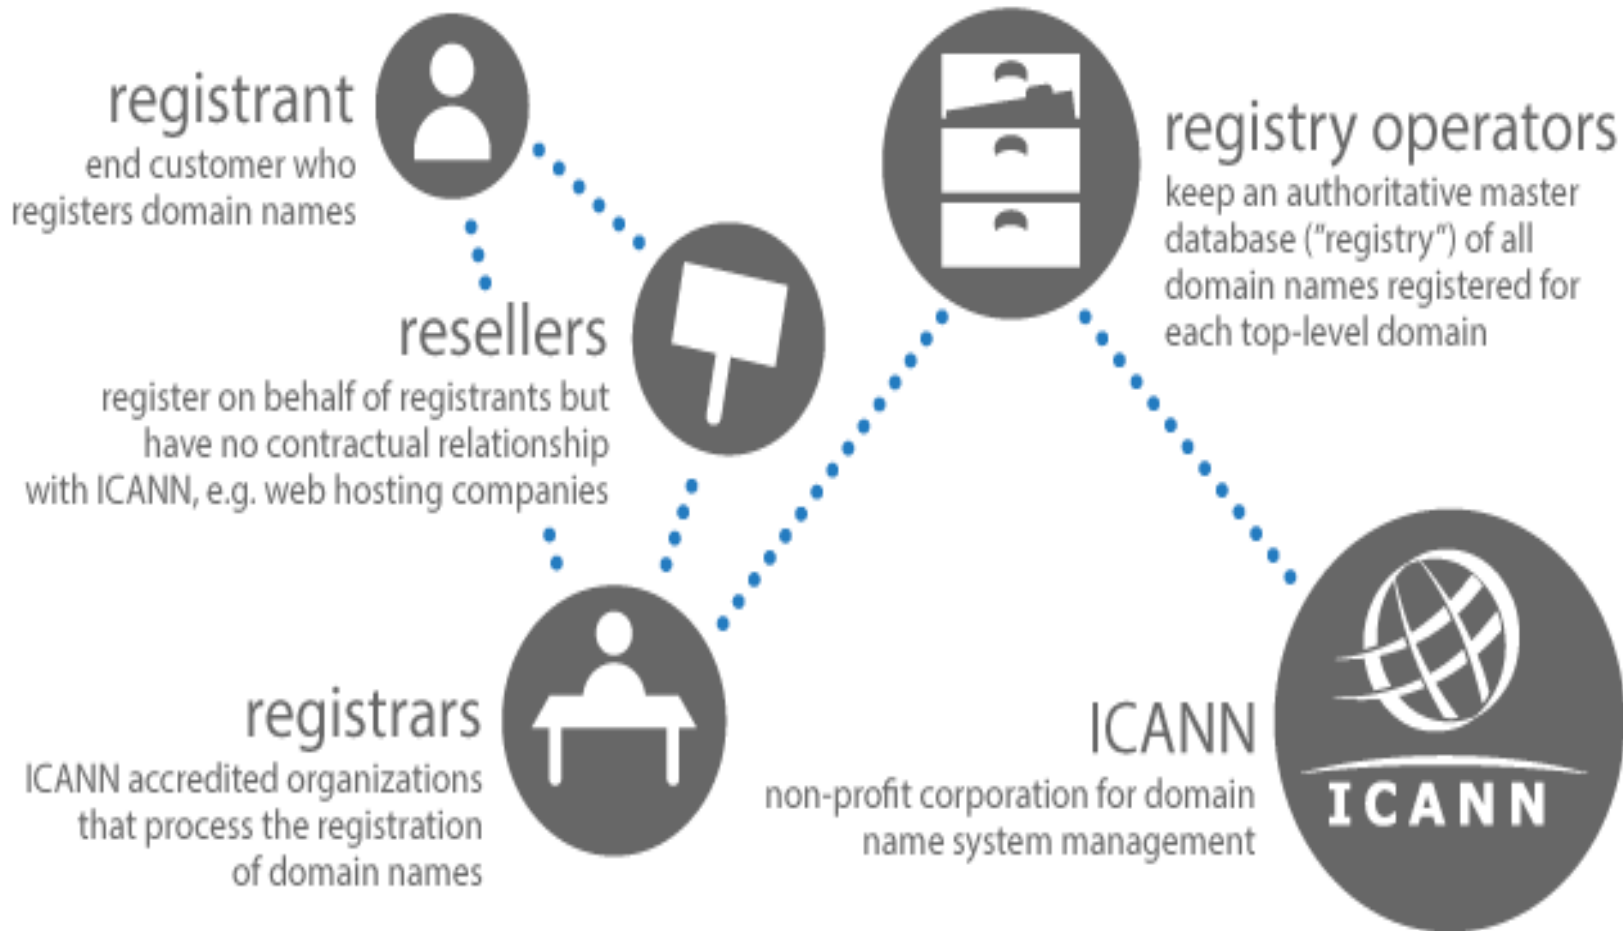 registrant
end customer who
registers domain names
resellers
register on behalf of registrants but
have no contractual relationship
with ICANN, e.g. web hosting companies
registrars
ICANN accredited organizations
that process the registration
of domain names
registry operators
keep an authoritative master
database (“registry”) of all
domain names registered for
each top-level domain
ICANN
non-profit corporation for domain
name system management
ICANN